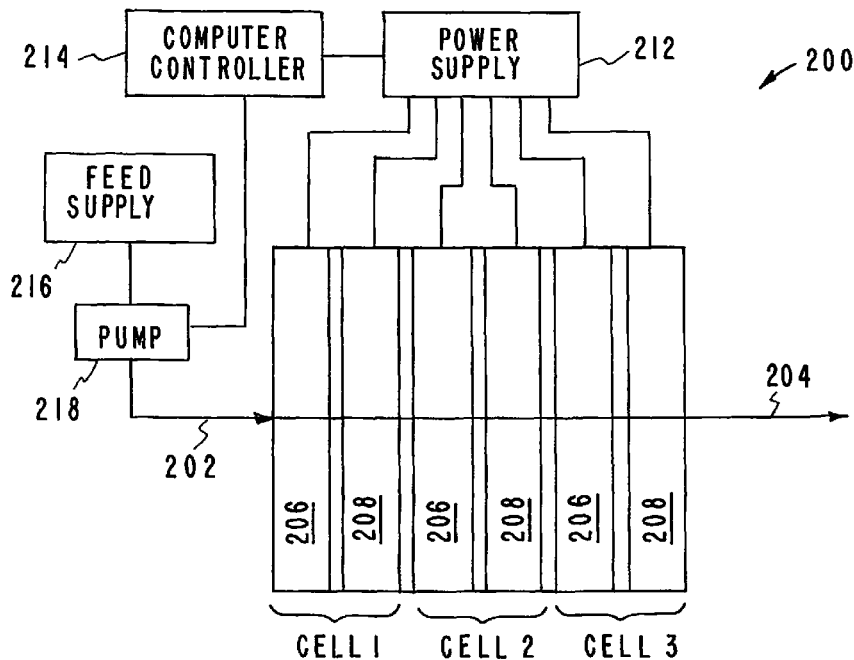 214
COMPUTER
CONTROLLER
POWER
SUPPLY
212
200
FEED
SUPPLY
216
PUMP
218
202
204
206
208
206
208
206
208
CELL 1
CELL 2
CELL 3